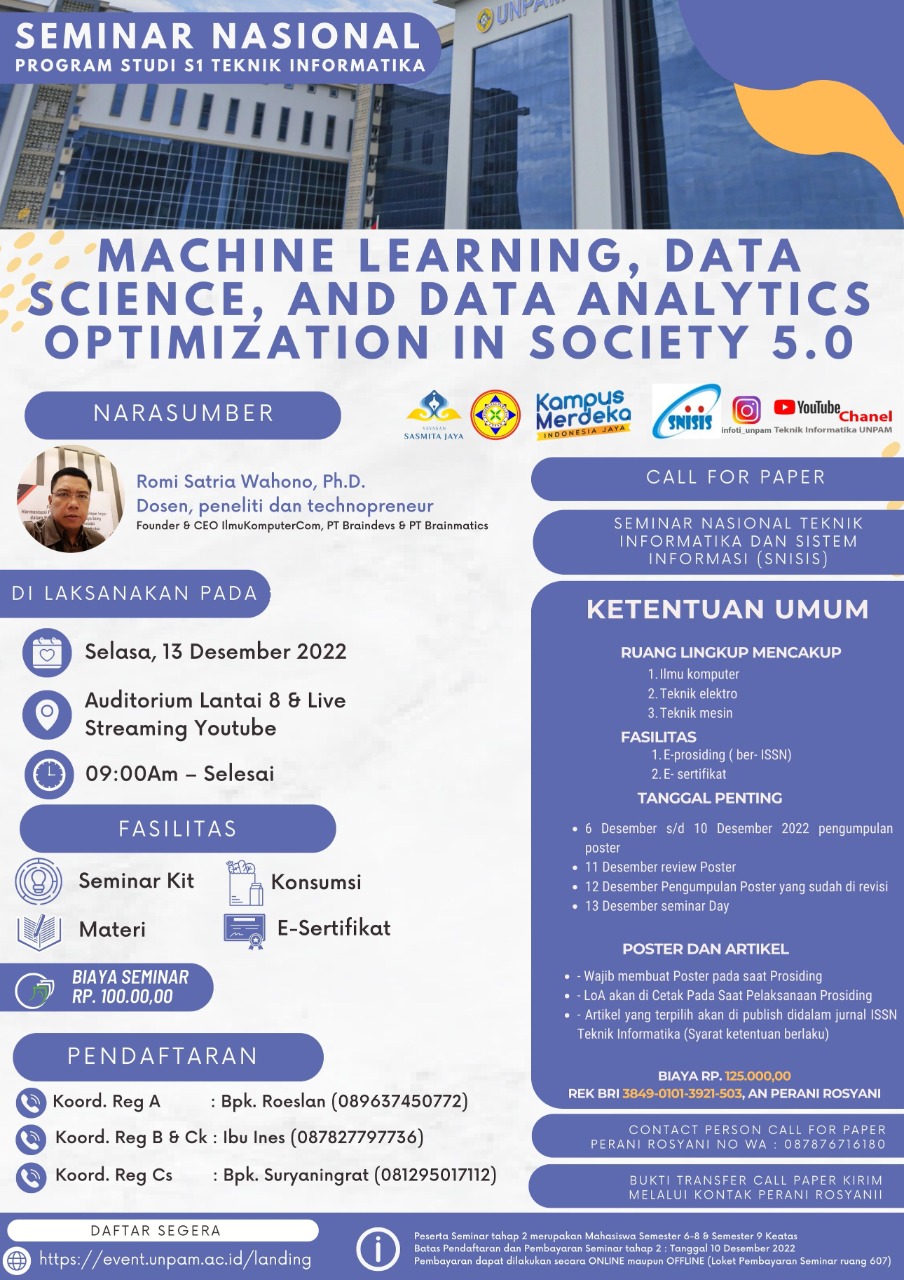 SEMINAR NASIONAL
PROGRAM STUDI S1 TEKNIK INFORMATIKA
UNPAM
MACHINE LEARNING, DATA
SCIENCE, AND DATA ANALYTICS
OPTIMIZATION IN SOCIETY 5.0
NARASUMBER
Romi Satria Wahono, Ph.D.
Dosen, peneliti dan technopreneur
Founder & CEO IlmuKomputerCom, PT Braindevs & PT Brainmatics
YAYASAN
SASMITA JAYA
Kampus
Merdeka
INDONESIA JAYA
SNISIS
infoti_unpam
YouTube
Chanel
Teknik Informatika UNPAM
DI LAKSANAKAN PADA
Selasa, 13 Desember 2022
Auditorium Lantai 8 & Live
Streaming Youtube
09:00Am – Selesai
FASILITAS
Seminar Kit
Konsumsi
Materi
E-Sertifikat
BIAYA SEMINAR
RP. 100.00,00
PENDAFTARAN
Koord. Reg A : Bpk. Roeslan (089637450772)
Koord. Reg B & Ck : Ibu Ines (087827797736)
Koord. Reg Cs : Bpk. Suryaningrat (081295017112)
CALL FOR PAPER
SEMINAR NASIONAL TEKNIK
INFORMATIKA DAN SISTEM
INFORMASI (SNISIS)
KETENTUAN UMUM
RUANG LINGKUP MENCAKUP
1. Ilmu komputer
2. Teknik elektro
3. Teknik mesin
FASILITAS
1. E-prosiding ( ber- ISSN)
2. E- sertifikat
TANGGAL PENTING
• 6 Desember s/d 10 Desember 2022 pengumpulan
poster
• 11 Desember review Poster
• 12 Desember Pengumpulan Poster yang sudah di revisi
• 13 Desember seminar Day
POSTER DAN ARTIKEL
• - Wajib membuat Poster pada saat Prosiding
• - LoA akan di Cetak Pada Saat Pelaksanaan Prosiding
• - Artikel yang terpilih akan di publish didalam jurnal ISSN
Teknik Informatika (Syarat ketentuan berlaku)
BIAYA RP. 125.000,00
REK BRI 3849-0101-3921-503, AN PERANI ROSYANI
CONTACT PERSON CALL FOR PAPER
PERANI ROSYANI NO WA : 087876716180
BUKTI TRANSFER CALL PAPER KIRIM
MELALUI KONTAK PERANI ROSYANII
DAFTAR SEGERA
https://event.unpam.ac.id/landing
Peserta Seminar tahap 2 merupakan Mahasiswa Semester 6-8 & Semester 9 Keatas
Batas Pendaftaran dan Pembayaran Seminar tahap 2 : Tanggal 10 Desember 2022
Pembayaran dapat dilakukan secara ONLINE maupun OFFLINE (Loket Pembayaran Seminar ruang 607)